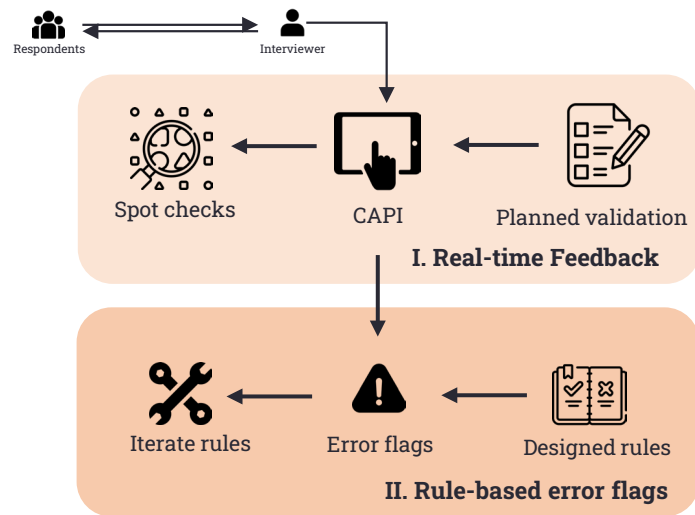 Respondents
Interviewer
Spot checks
CAPI
Planned validation
I. Real-time Feedback
Iterate rules
Error flags
Designed rules
II. Rule-based error flags